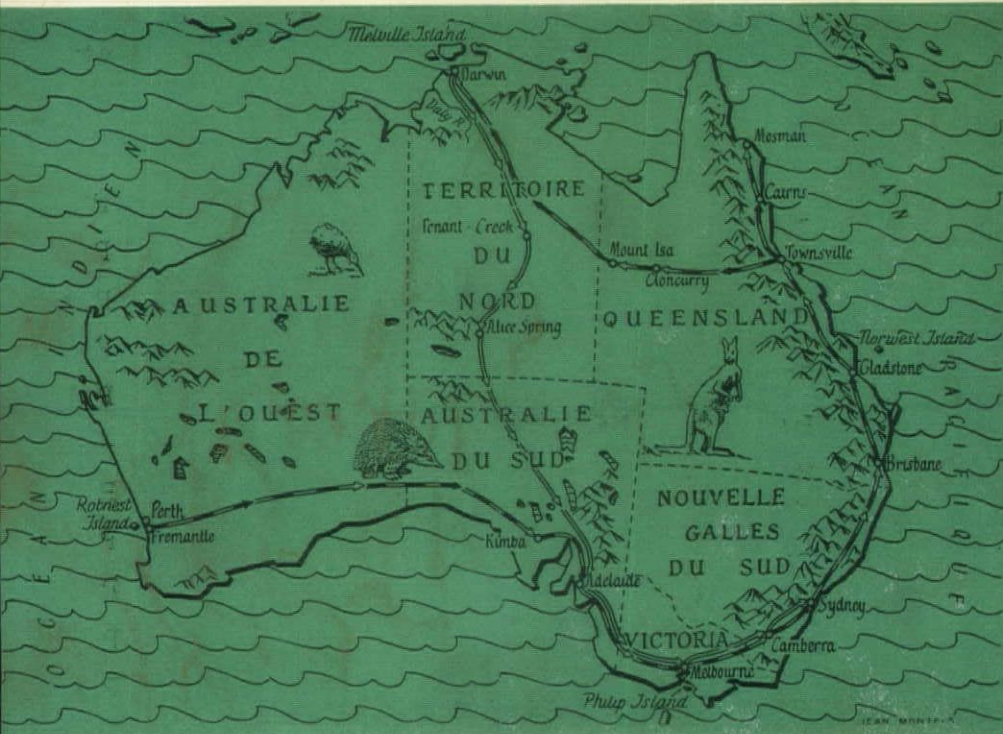 Melville Island
Darwin
Daly R.
Mosman
Cairns
TERRITOIRE
Tenant-Creek
DU
NORD
Mount Isa
Cloncurry
Townsville
AUSTRALIE
DE
L'OUEST
Alice Spring
QUEENSLAND
Norwest Island
Gladstone
AUSTRALIE
DU SUD
Brisbane
NOUVELLE
GALLES
DU SUD
Rotnest
Island
Perth
Fromantle
Kimba
Adelaide
Sydney
VICTORIA
Camberra
Melbourne
Philip Island
OCEAN INDIEN
OCEAN PACIFIQUE